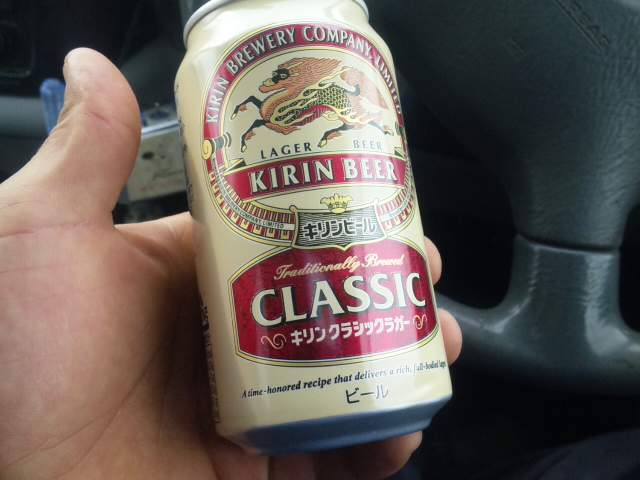 KIRIN BREWERY COMPANY, LIMITED
LAGER BEER
KIRIN BEER
キリンビール
Traditionally Brewed
CLASSIC
キリンクラシックラガー
A time-honored recipe that delivers a rich, full-bodied lager
ビール